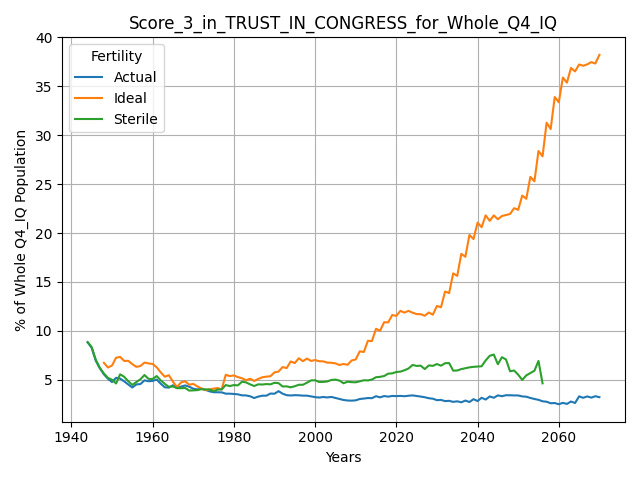 Score_3_in_TRUST_IN_CONGRESS_for_Whole_Q4_IQ
Fertility
Actual
Ideal
Sterile
% of Whole Q4_IQ Population
40
35
30
25
20
15
10
5
1940 1960 1980 2000 2020 2040 2060
Years